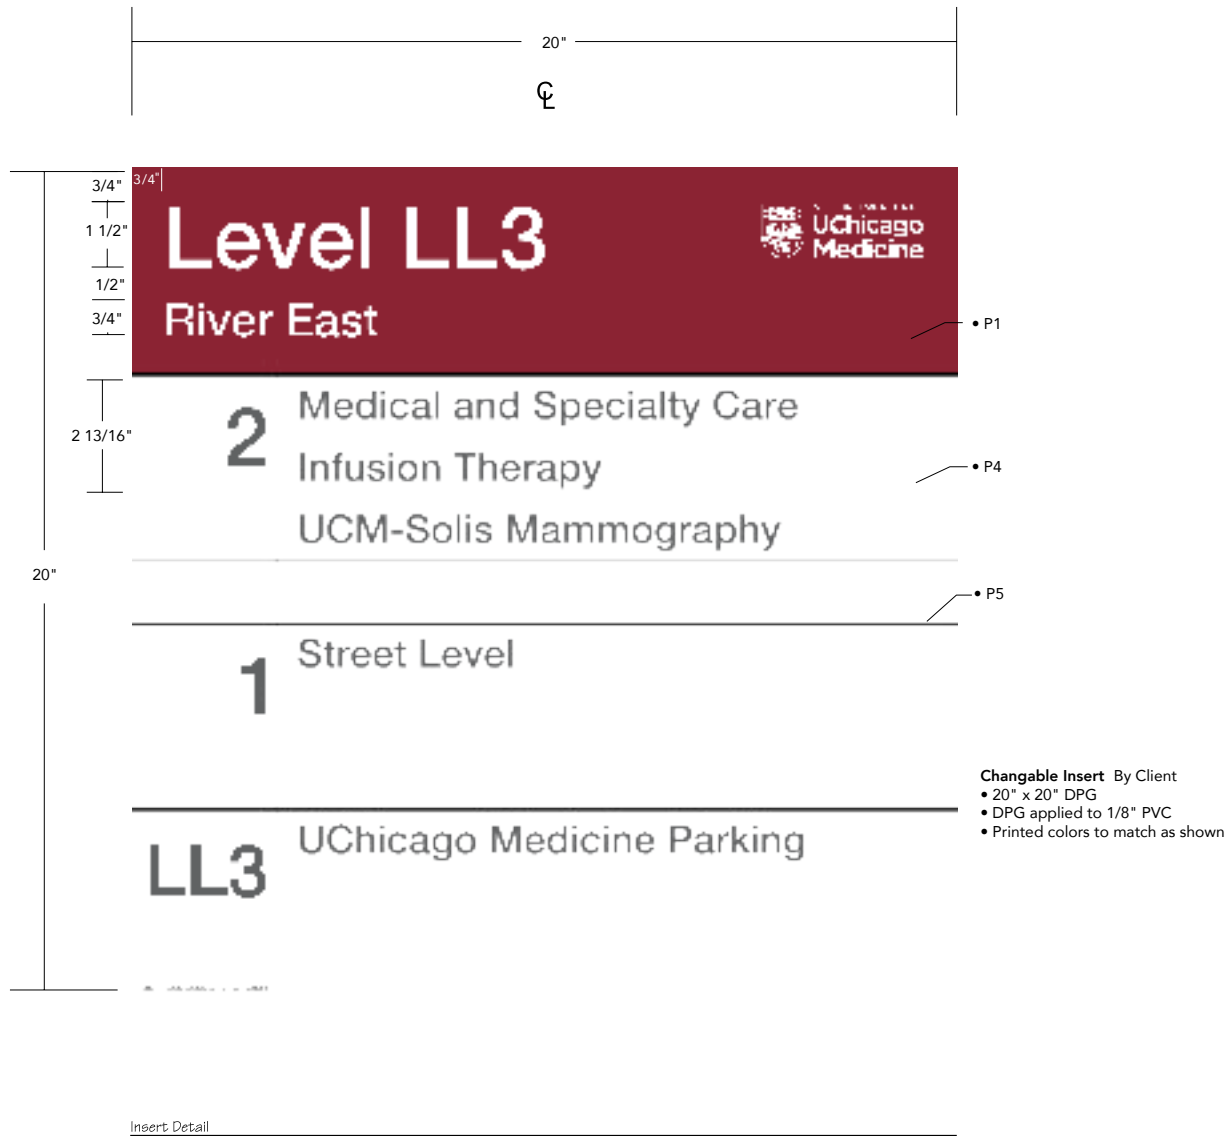 20"
℄
3/4"
3/4"
1 1/2"
1/2"
3/4"
Level LL3
River East
UChicago
Medicine
• P1
2 13/16"
2
Medical and Specialty Care
Infusion Therapy
UCM-Solis Mammography
• P4
20"
• P5
1
Street Level
Changable Insert By Client
• 20" x 20" DPG
• DPG applied to 1/8" PVC
• Printed colors to match as shown
LL3
UChicago Medicine Parking
Insert Detail